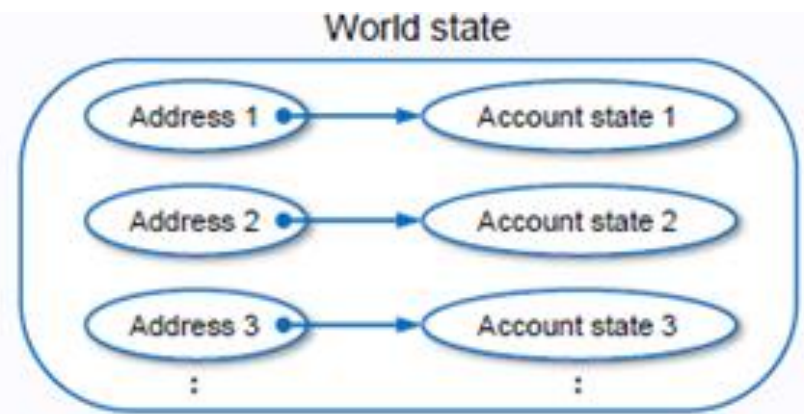 World state
Address 1 Account state 1
Address 2 Account state 2
Address 3 Account state 3
: :